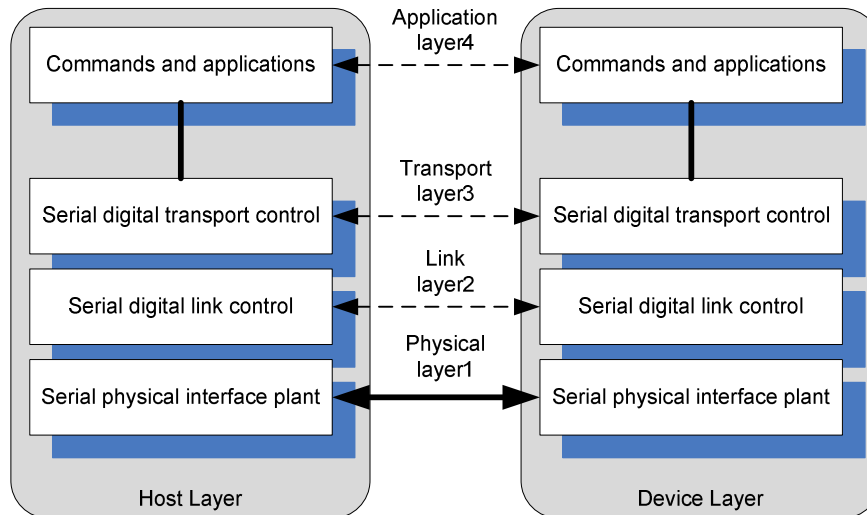 Application
layer4
Commands and applications
Commands and applications
Transport
layer3
Serial digital transport control
Serial digital transport control
Link
layer2
Serial digital link control
Serial digital link control
Physical
layer1
Serial physical interface plant
Serial physical interface plant
Host Layer
Device Layer